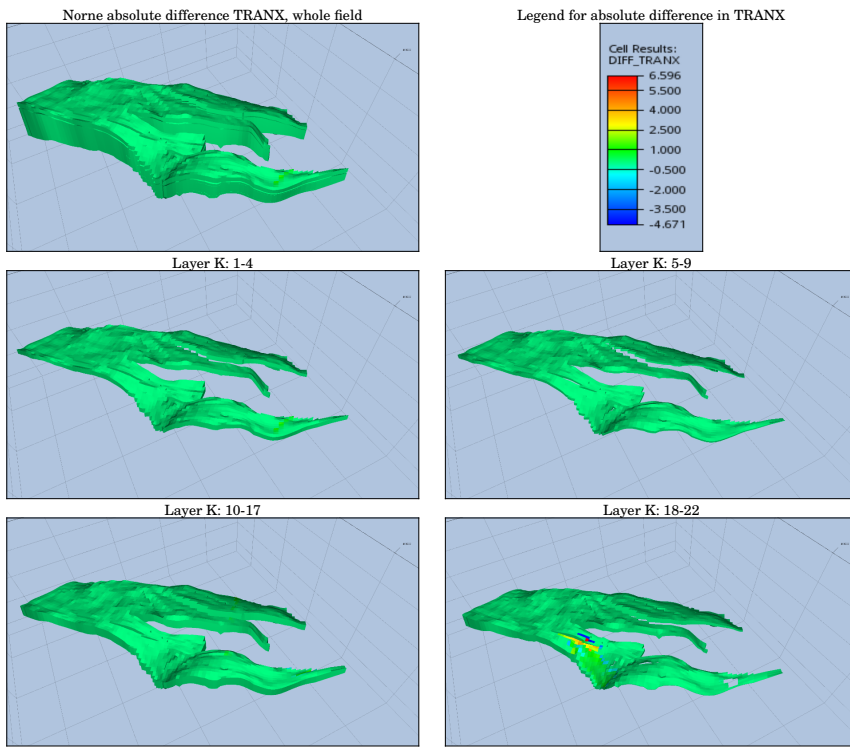 Norne absolute difference TRANX, whole field
Legend for absolute difference in TRANX
Cell Results:
DIFF_TRANX
6.596
5.500
4.000
2.500
1.000
-0.500
-2.000
-3.500
-4.671
Layer K: 1-4
Layer K: 5-9
Layer K: 10-17
Layer K: 18-22